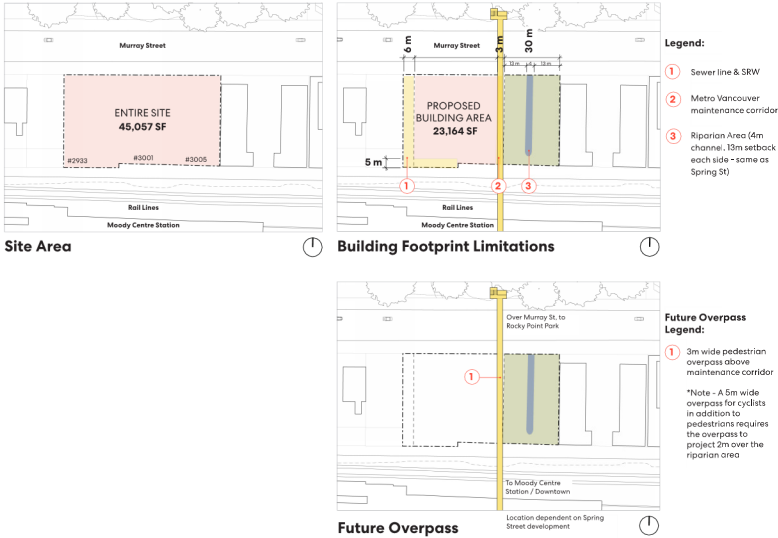 Murray Street
ENTIRE SITE
45,057 SF
#2933
#3001
#3005
Rail Lines
Moody Centre Station
Site Area
6 m
Murray Street
3 m
30 m
13 m
4
13 m
PROPOSED
BUILDING AREA
23,164 SF
5 m
1
2
3
Rail Lines
Moody Centre Station
Building Footprint Limitations
Legend:
1 Sewer line & SRW
2 Metro Vancouver
maintenance corridor
3 Riparian Area (4m
channel, 13m setback
each side - same as
Spring St)
Over Murray St, to
Rocky Point Park
1
To Moody Centre
Station / Downtown
Location dependent on Spring
Street development
Future Overpass
Future Overpass
Legend:
1 3m wide pedestrian
overpass above
maintenance corridor
*Note - A 5m wide
overpass for cyclists
in addition to
pedestrians requires
the overpass to
project 2m over the
riparian area